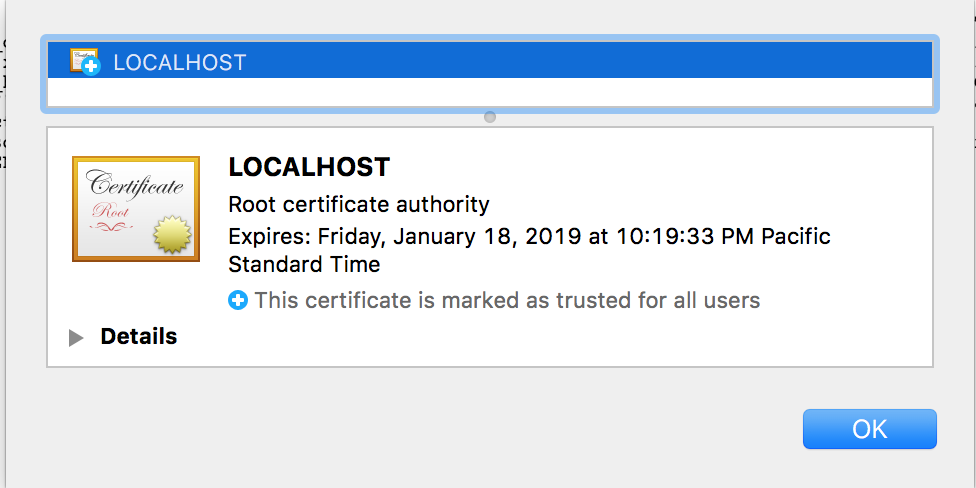 LOCALHOST
Certificate
Root
LOCALHOST
Root certificate authority
Expires: Friday, January 18, 2019 at 10:19:33 PM Pacific
Standard Time
This certificate is marked as trusted for all users
Details
OK